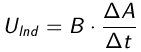 U_Ind = B · ΔA/Δt